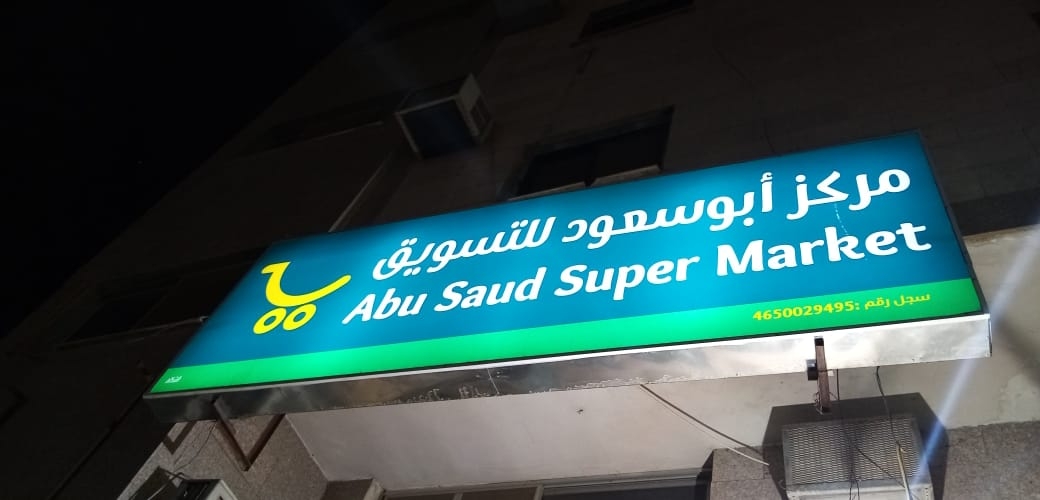 مركز أبوسعود للتسويق
Abu Saud Super Market
سجل رقم :4650029495